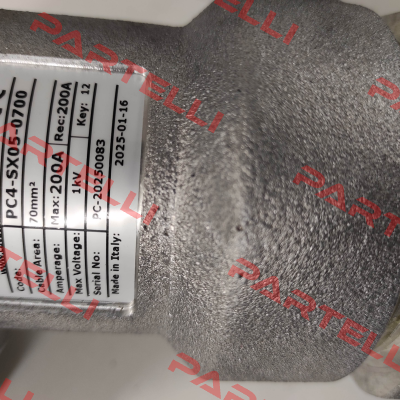 Code: PC4-SX05-0700
Cable Area: 70mm²
Amperage: Max:200A Rec:200A
Max Voltage: 1kV Key: 12
Serial No: PC-20250083
Made in Italy: 2025-01-16
PARTELLI
PARTELLI
PARTELLI
PARTELLI
PARTELLI